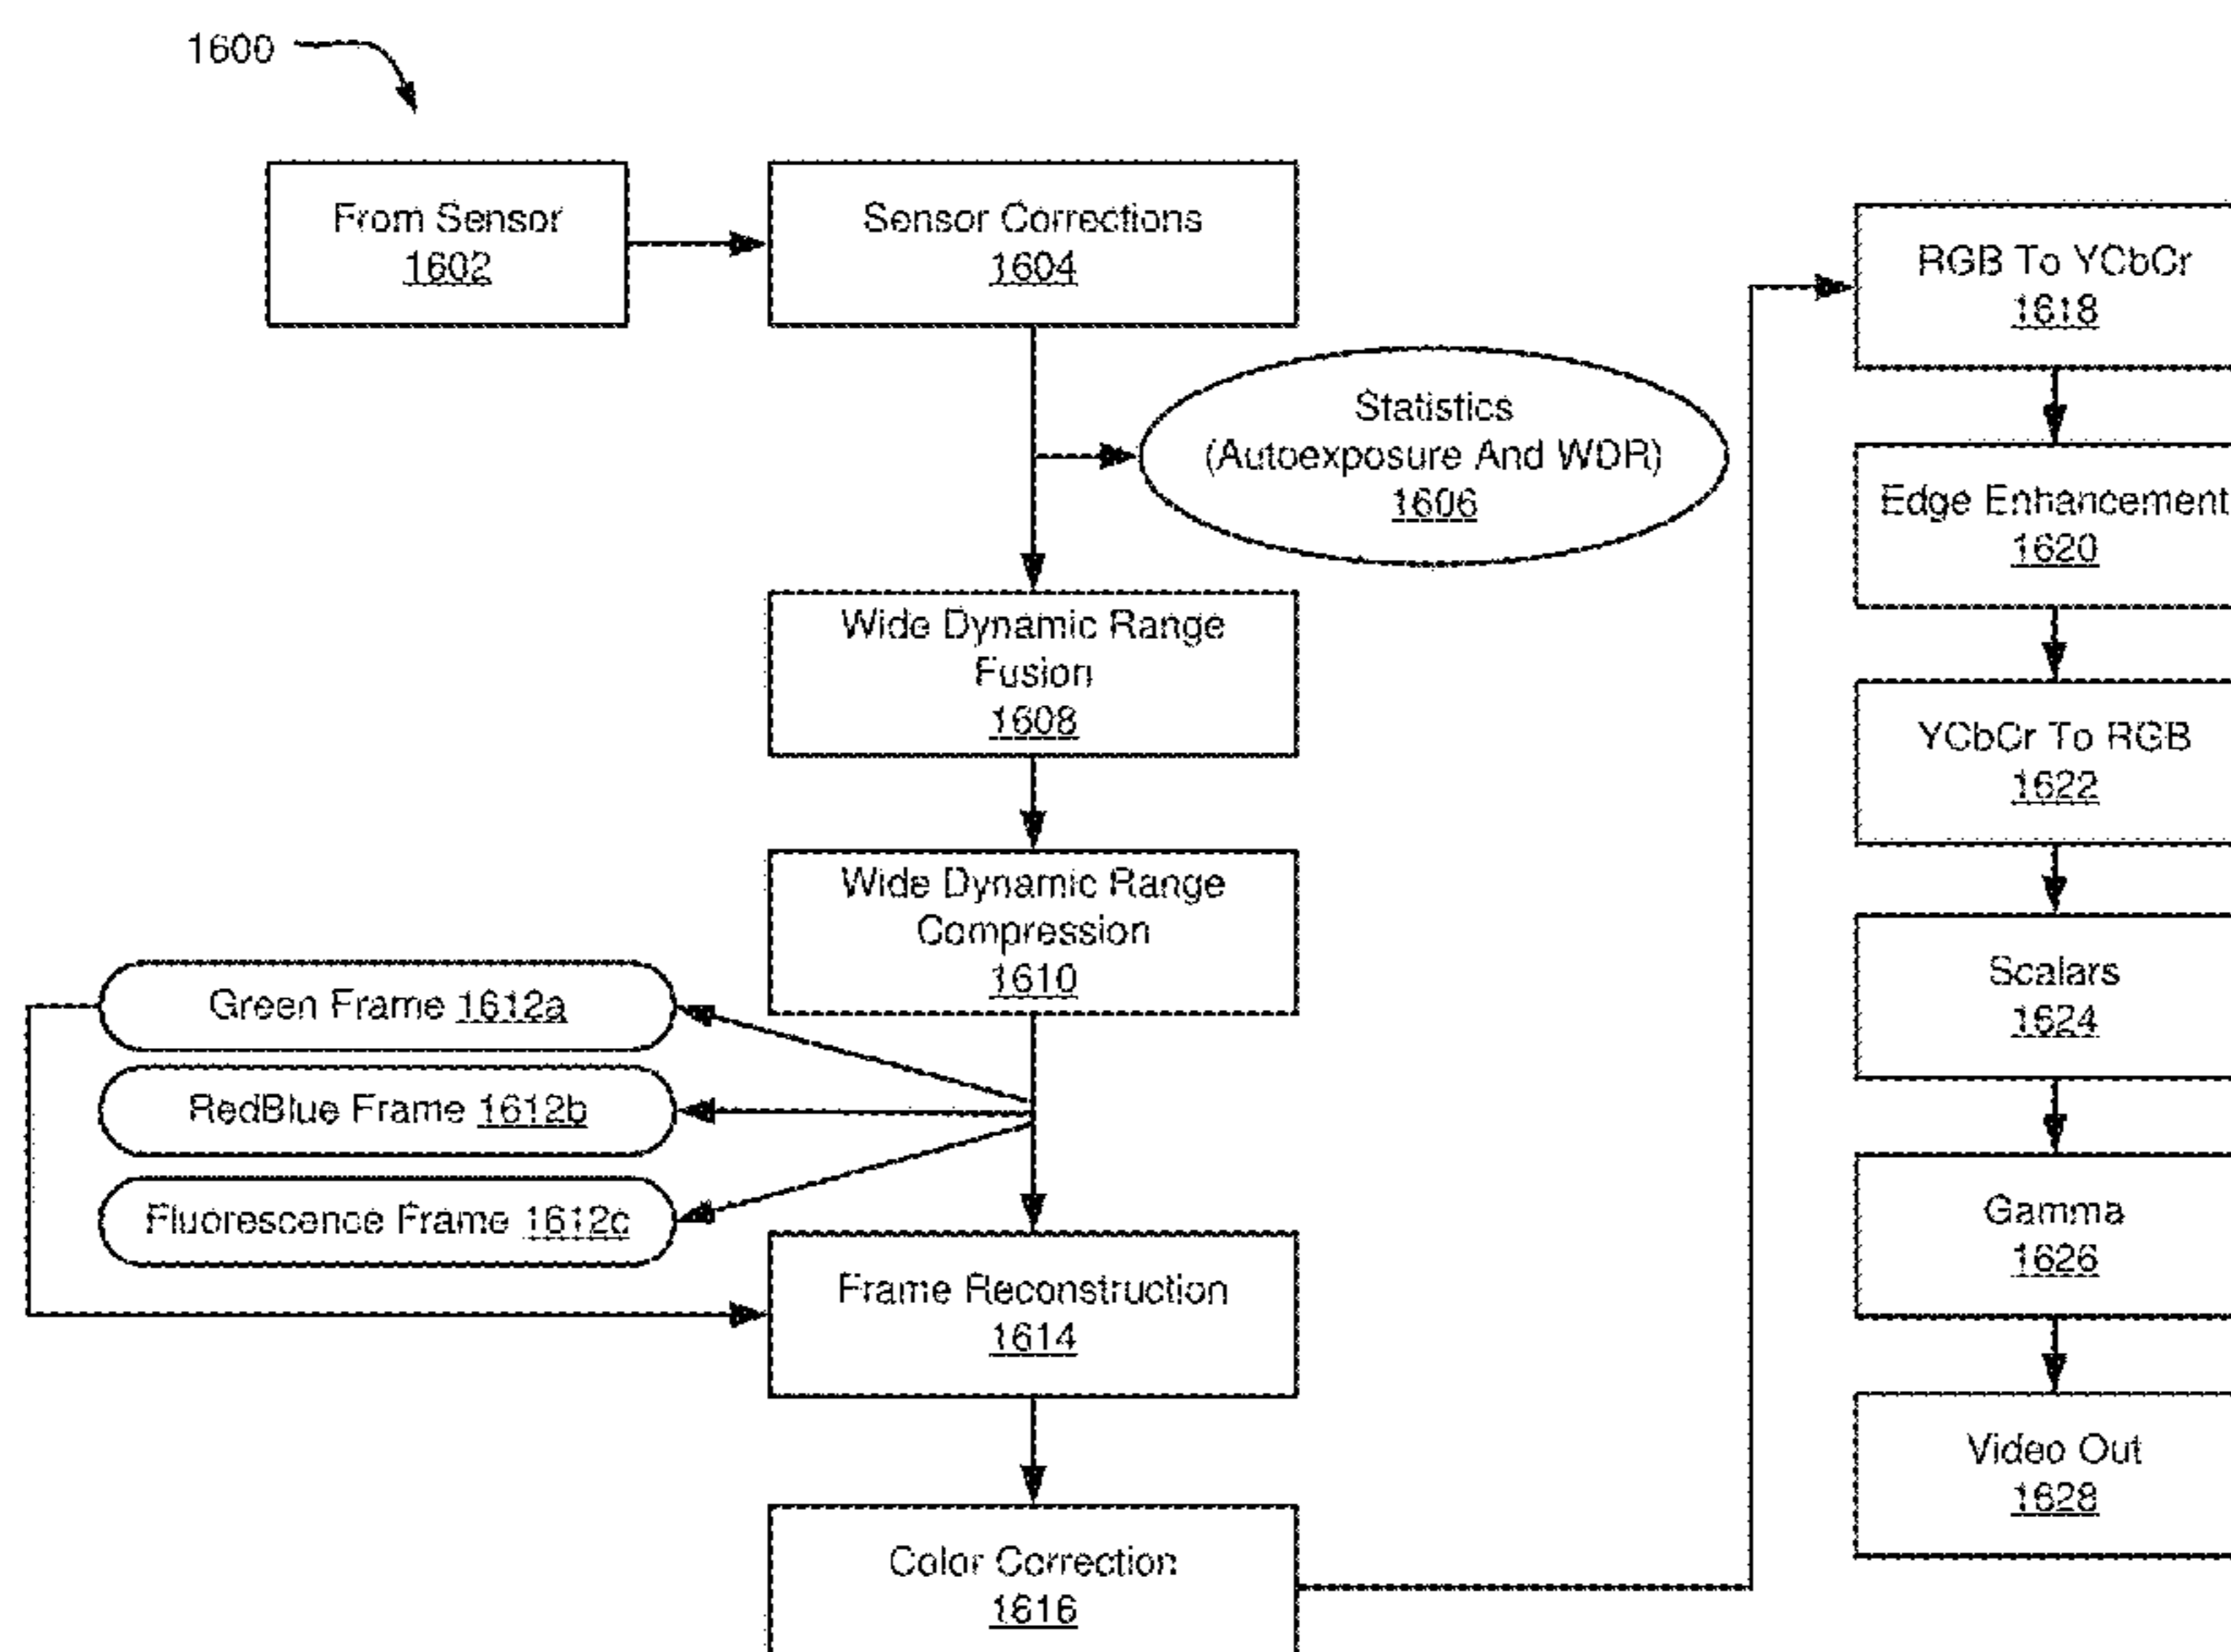 1600
From Sensor
1602
Sensor Corrections
1604
Statistics
(Autoexposure And WDR)
1606
Wide Dynamic Range
Fusion
1608
Wide Dynamic Range
Compression
1610
Green Frame 1612a
RedBlue Frame 1612b
Fluorescence Frame 1612c
Frame Reconstruction
1614
Color Correction
1616
RGB To YCbCr
1618
Edge Enhancement
1620
YCbCr To RGB
1622
Scalars
1624
Gamma
1626
Video Out
1628